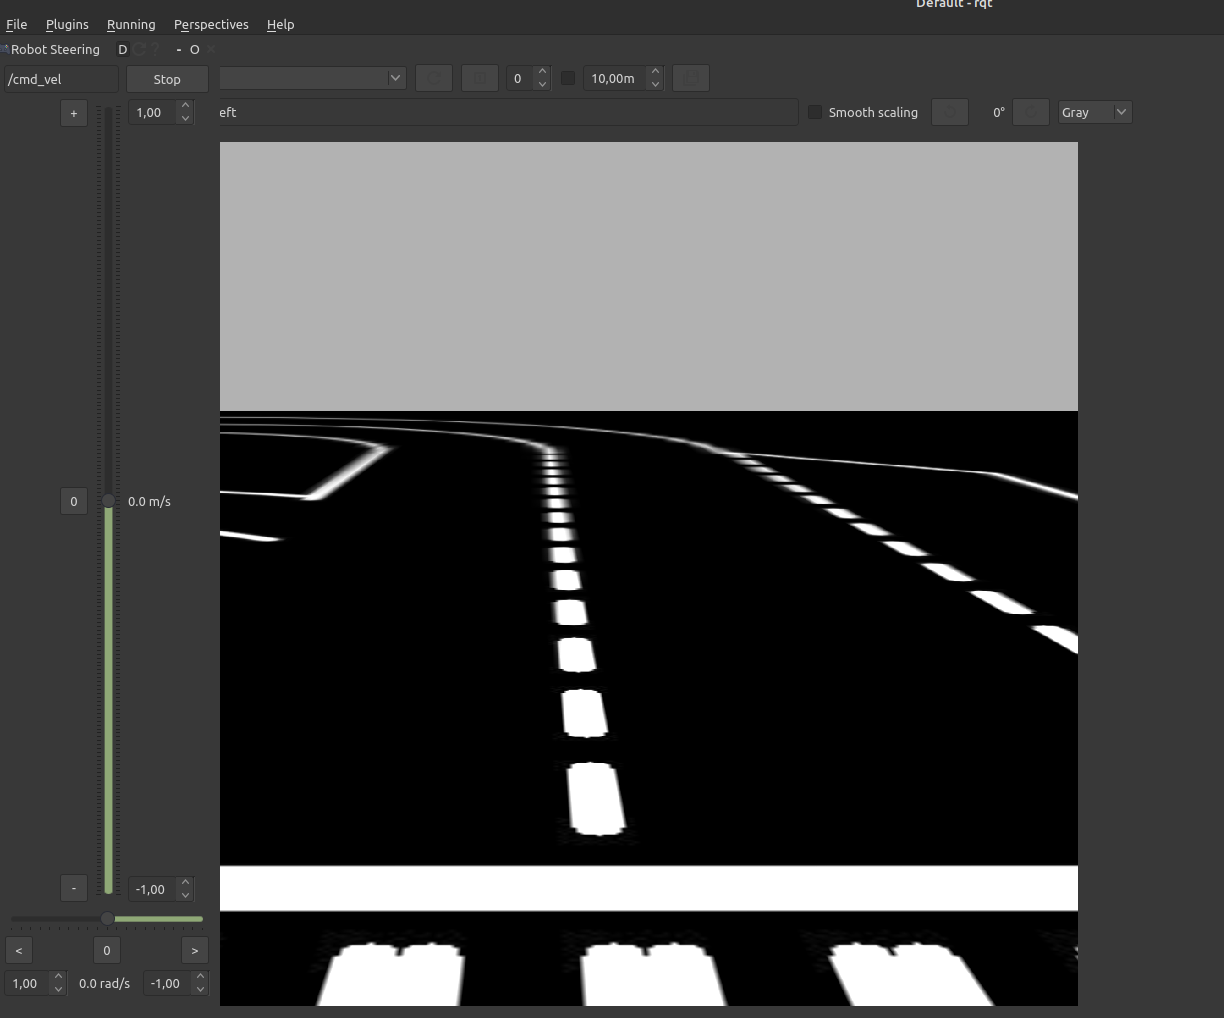 Default - rqt
File Plugins Running Perspectives Help
Robot Steering D ? - O ×
/cmd_vel Stop 0 10,00m
+ 1,00 eft Smooth scaling 0° Gray
0 0.0 m/s
- -1,00
< 0 >
1,00 0.0 rad/s -1,00